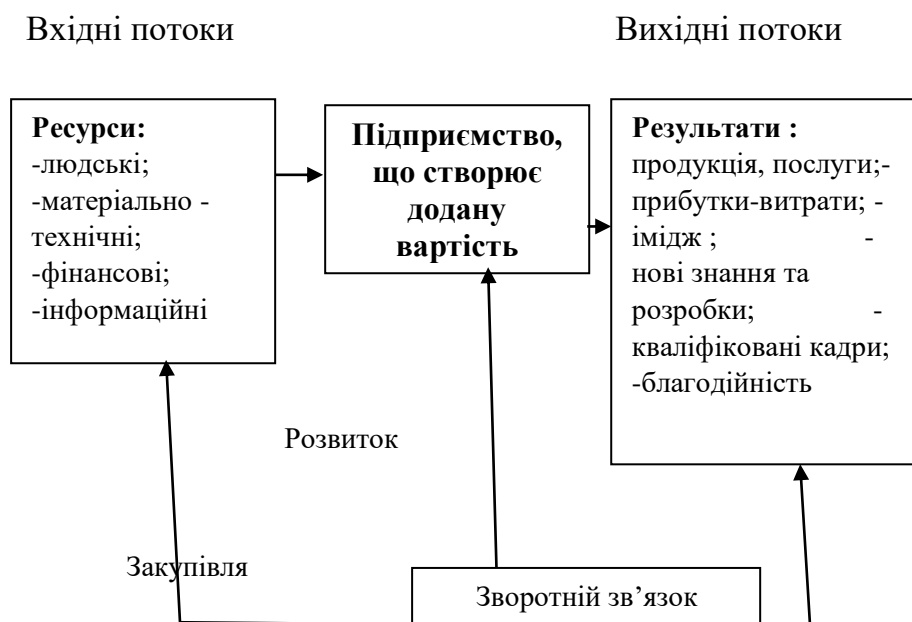 Вхідні потоки
Вихідні потоки
Ресурси:
-людські;
-матеріально -
технічні;
-фінансові;
-інформаційні
Підприємство,
що створює
додану
вартість
Результати :
продукція, послуги;-
прибутки-витрати; -
імідж ; -
нові знання та
розробки; -
кваліфіковані кадри;
-благодійність
Розвиток
Закупівля
Зворотній зв’язок